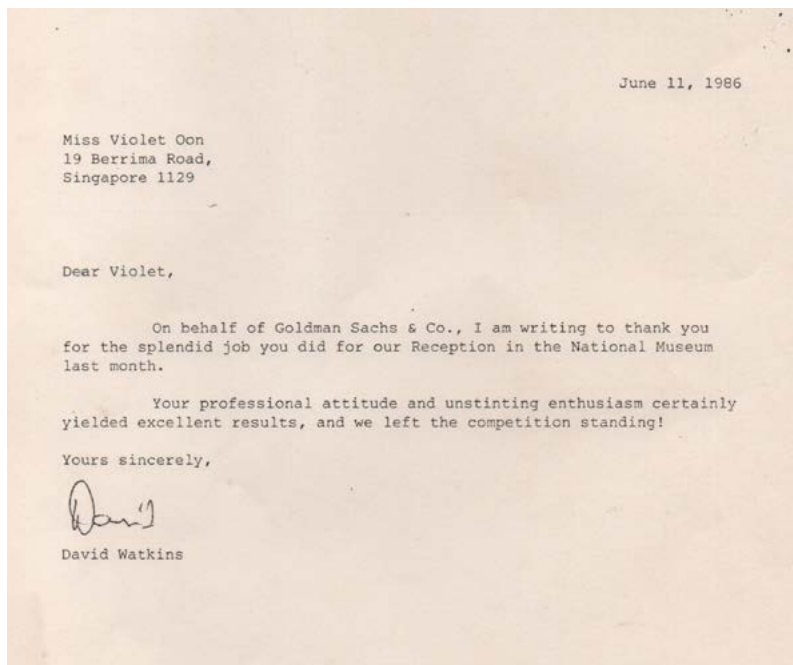 June 11, 1986
Miss Violet Oon
19 Berrima Road,
Singapore 1129
Dear Violet,
On behalf of Goldman Sachs & Co., I am writing to thank you
for the splendid job you did for our Reception in the National Museum
last month.
Your professional attitude and unstinting enthusiasm certainly
yielded excellent results, and we left the competition standing!
Yours sincerely,
David
David Watkins